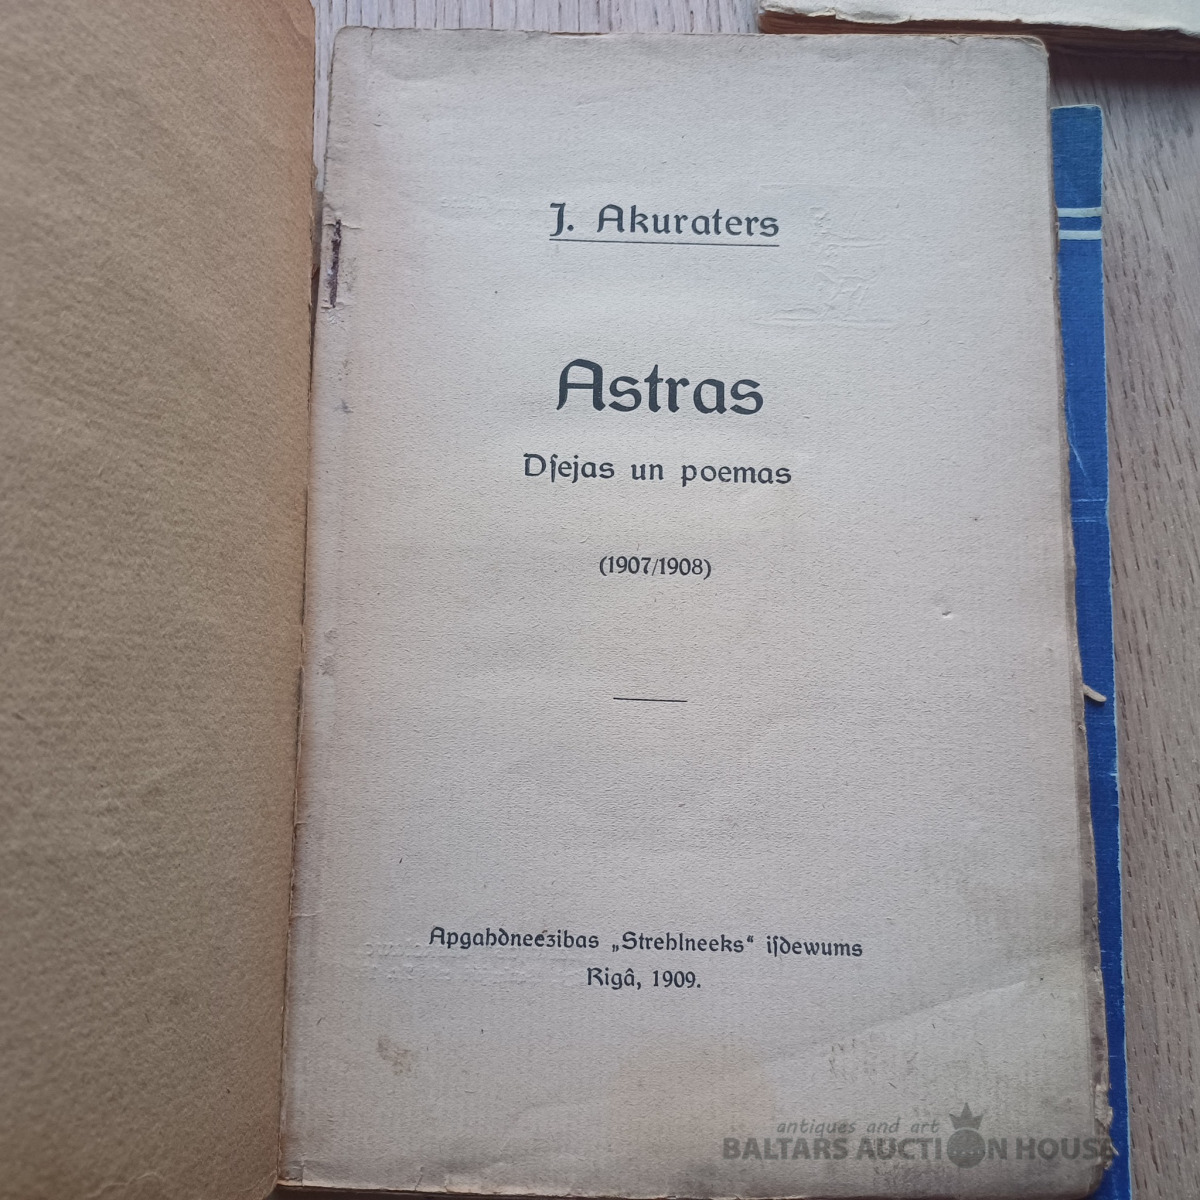 J. Akuraters
Astras
Dſejas un poemas
(1907/1908)
Apgahdneezibas „Strehlneeks“ iſdewums
Rigâ, 1909.
antiques and art
BALTARS AUCTION HOUSE